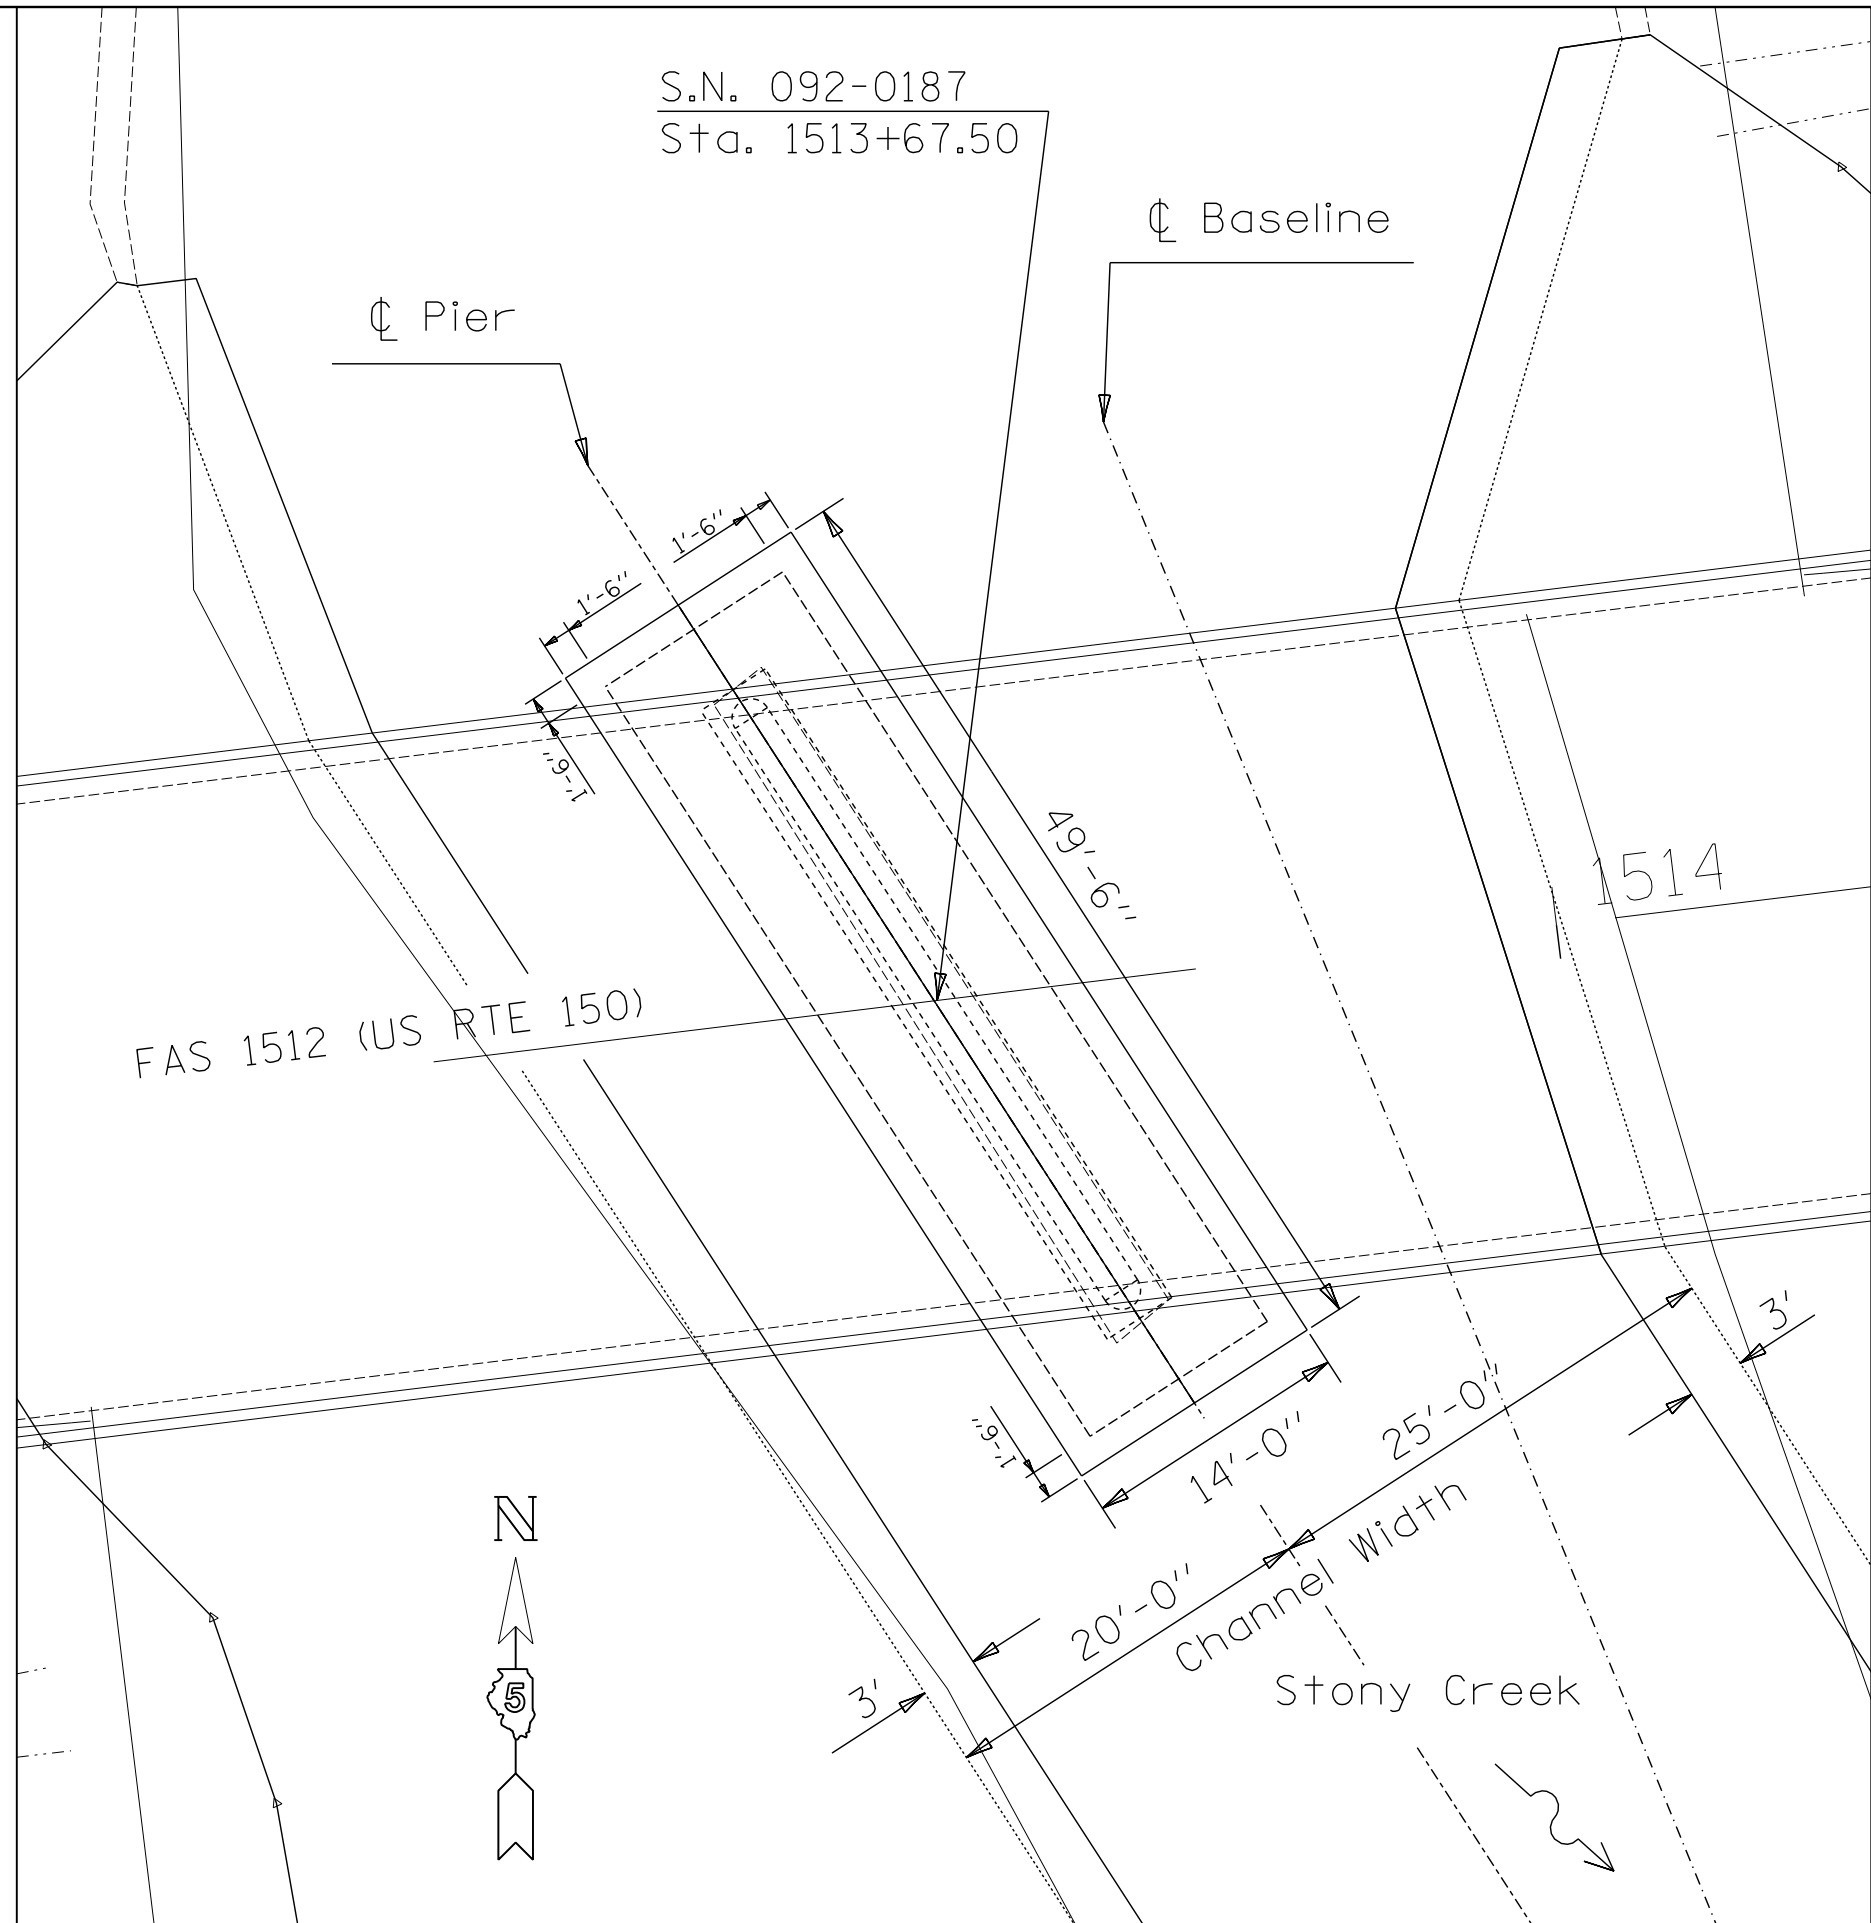 S.N. 092-0187
Sta. 1513+67.50
℄ Baseline
℄ Pier
1'-6"
1'-6"
1'-6"
49'-6"
1514
FAS 1512 (US RTE 150)
3'
25'-0"
14'-0"
1'-6"
N
20'-0"
Channel Width
3'
Stony Creek
5